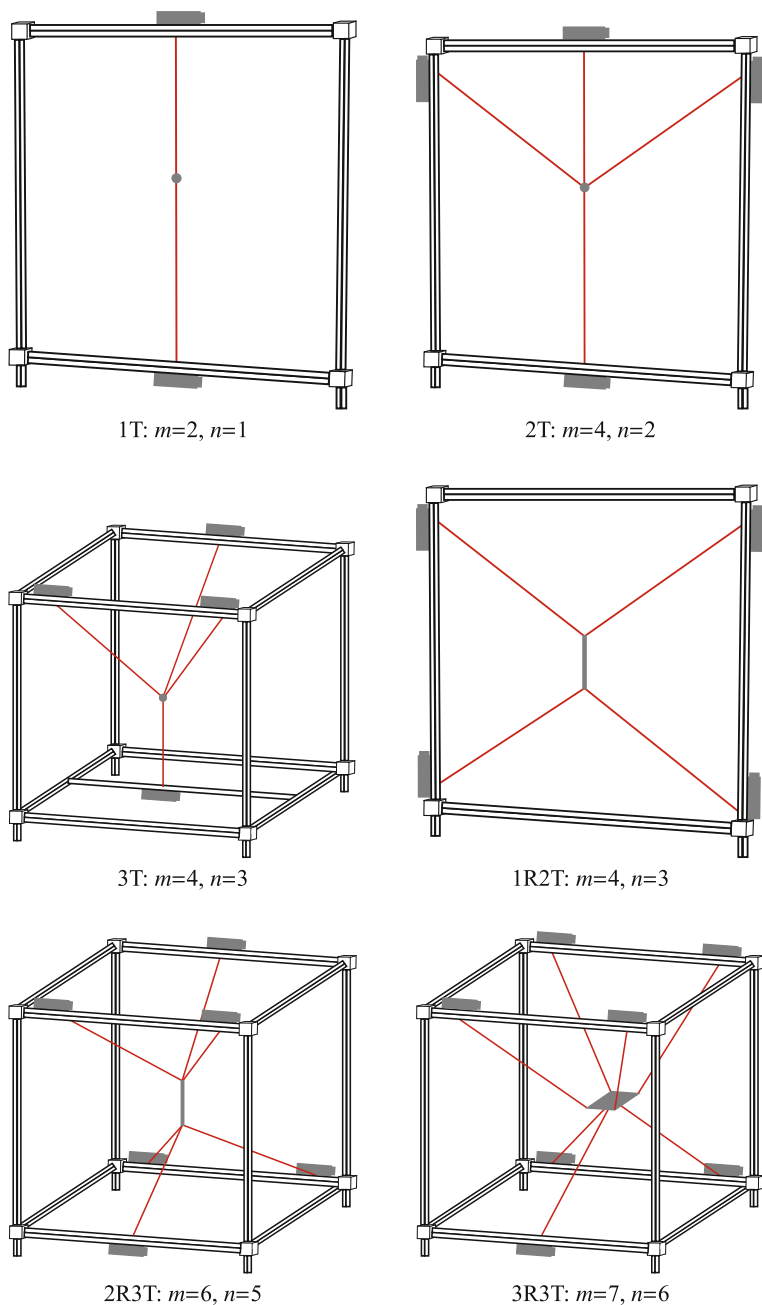 1T: m=2, n=1
2T: m=4, n=2
3T: m=4, n=3
1R2T: m=4, n=3
2R3T: m=6, n=5
3R3T: m=7, n=6